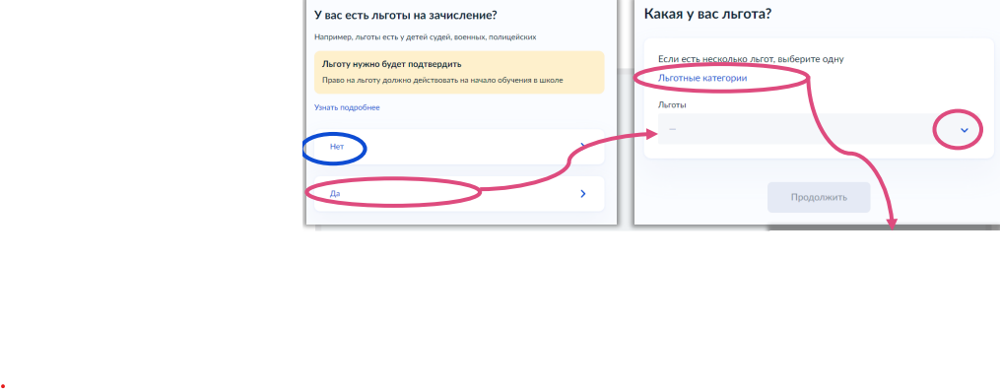 У вас есть льготы на зачисление?
Например, льготы есть у детей судей, военных, полицейских
Льготу нужно будет подтвердить
Право на льготу должно действовать на начало обучения в школе
Узнать подробнее
Нет
Да
Какая у вас льгота?
Если есть несколько льгот, выберите одну
Льготные категории
Льготы
—
Продолжить
.